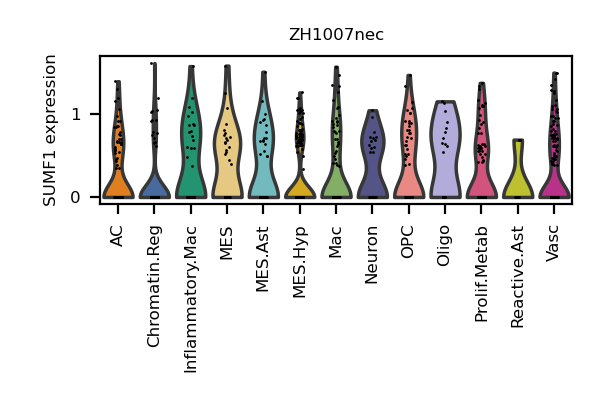 ZH1007nec
SUMF1 expression
1
0
AC
Chromatin.Reg
Inflammatory.Mac
MES
MES.Ast
MES.Hyp
Mac
Neuron
OPC
Oligo
Prolif.Metab
Reactive.Ast
Vasc